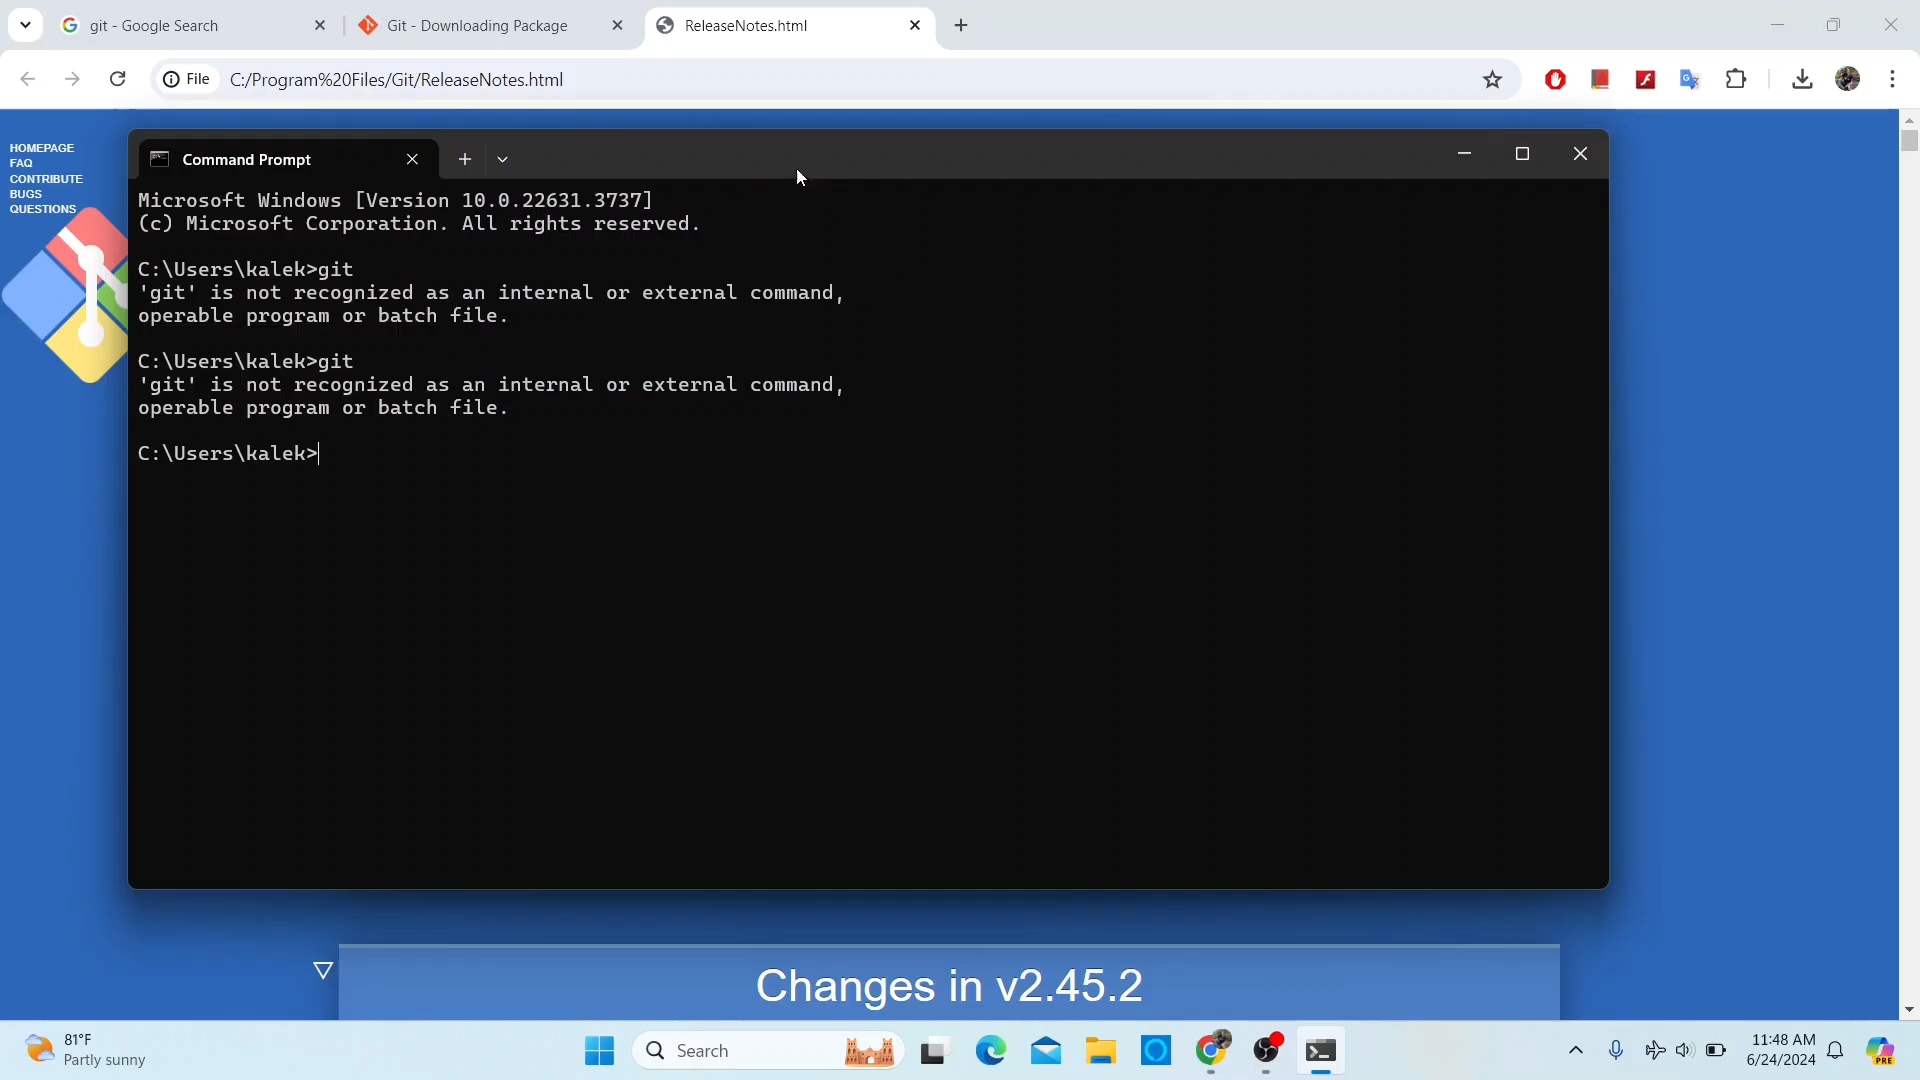 git - Google Search
Git - Downloading Package
ReleaseNotes.html
File
C:/Program%20Files/Git/ReleaseNotes.html
HOMEPAGE
FAQ
CONTRIBUTE
BUGS
QUESTIONS
Command Prompt
Microsoft Windows [Version 10.0.22631.3737]
(c) Microsoft Corporation. All rights reserved.
C:\Users\kalek>git
'git' is not recognized as an internal or external command,
operable program or batch file.
C:\Users\kalek>git
'git' is not recognized as an internal or external command,
operable program or batch file.
C:\Users\kalek>
Changes in v2.45.2
81°F
Partly sunny
Search
11:48 AM
6/24/2024
PRE